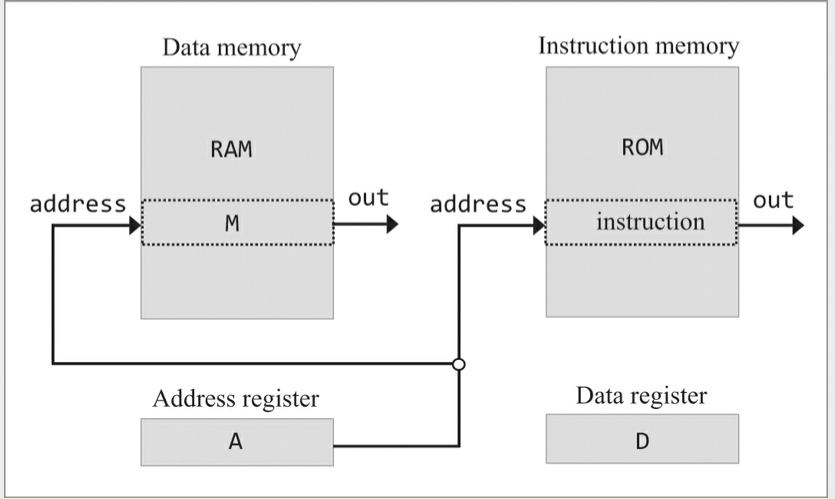 Data memory
Instruction memory
RAM
ROM
address
M
out
address
instruction
out
Address register
A
Data register
D